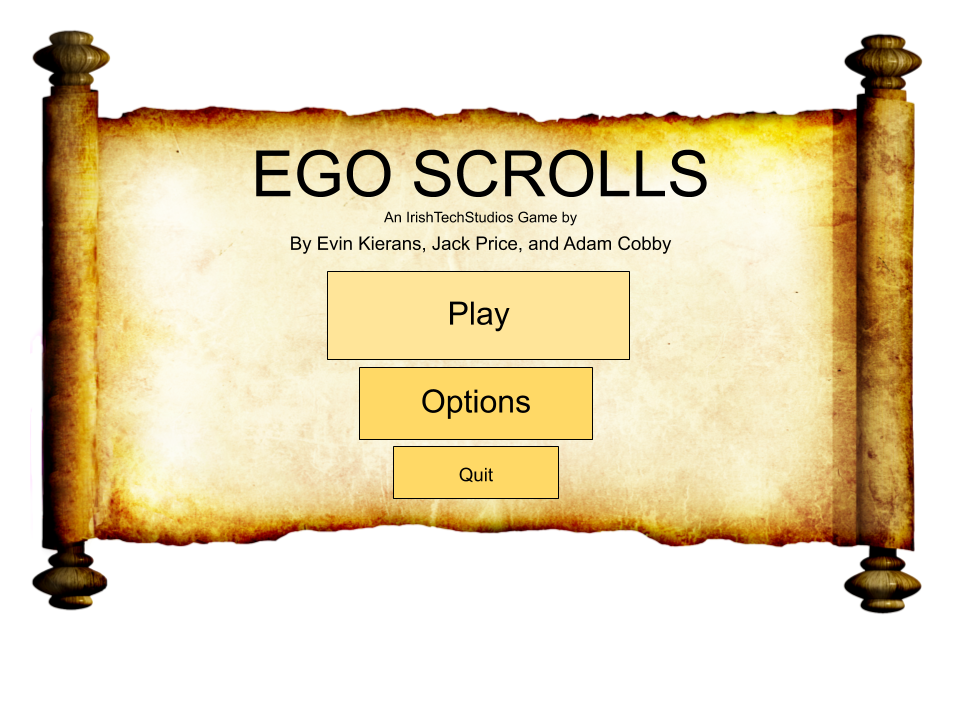 EGO SCROLLS
An IrishTechStudios Game by
By Evin Kierans, Jack Price, and Adam Cobby
Play
Options
Quit